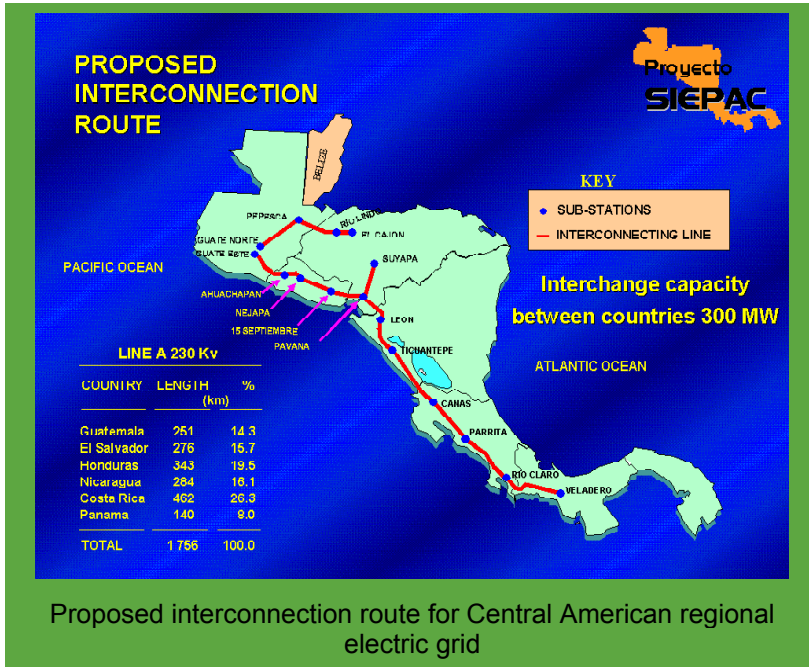 PROPOSED
INTERCONNECTION
ROUTE
Proyecto
SIEPAC
BELIZE
KEY
SUB-STATIONS
INTERCONNECTING LINE
PEPESCA
RÍO LINDO
EL CAJON
GUATE NORTE
GUATE ESTE
SUYAPA
PACIFIC OCEAN
AHUACHAPAN
NEJAPA
15 SEPTIEMBRE
PAVANA
LEON
TICUANTEPE
Interchange capacity
between countries 300 MW
ATLANTIC OCEAN
CANAS
PARRITA
RIO CLARO
VELADERO
LINE A 230 Kv
COUNTRY LENGTH %
(km)
Guatemala 251 14.3
El Salvador 276 15.7
Honduras 343 19.5
Nicaragua 284 16.1
Costa Rica 462 26.3
Panama 140 8.0
TOTAL 1 756 100.0
Proposed interconnection route for Central American regional
electric grid